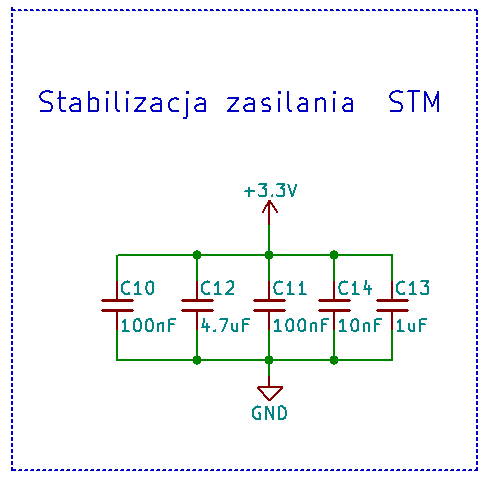 Stabilizacja zasilania STM
+3.3V
C10 C12 C11 C14 C13
100nF 4.7uF 100nF 10nF 1uF
GND